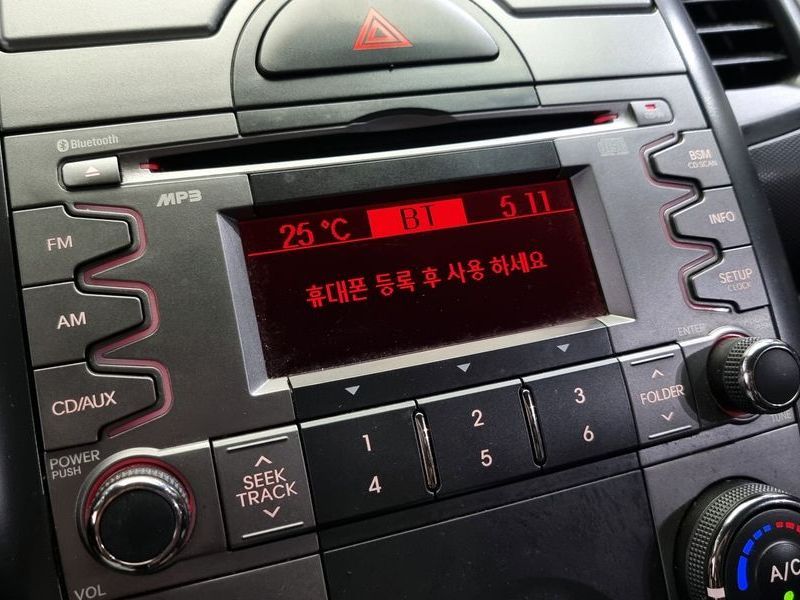 Bluetooth
MP3
BSM
CD-SCAN
FM
INFO
25 °C BT 5 11
휴대폰 등록 후 사용 하세요
AM
SETUP
CLOCK
ENTER
CD/AUX
FOLDER
TUNE
1 2 3
4 5 6
POWER
PUSH
SEEK
TRACK
VOL
A/C